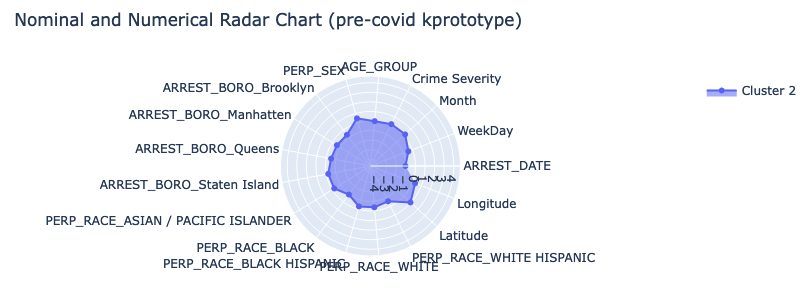 Nominal and Numerical Radar Chart (pre-covid kprototype)
PERP_SEX
AGE_GROUP
Crime Severity
ARREST_BORO_Brooklyn
Month
Cluster 2
ARREST_BORO_Manhatten
WeekDay
ARREST_BORO_Queens
ARREST_DATE
−4
−3
−2
−1
0
1
2
3
4
ARREST_BORO_Staten Island
Longitude
PERP_RACE_ASIAN / PACIFIC ISLANDER
Latitude
PERP_RACE_BLACK
PERP_RACE_WHITE HISPANIC
PERP_RACE_BLACK HISPANIC
PERP_RACE_WHITE